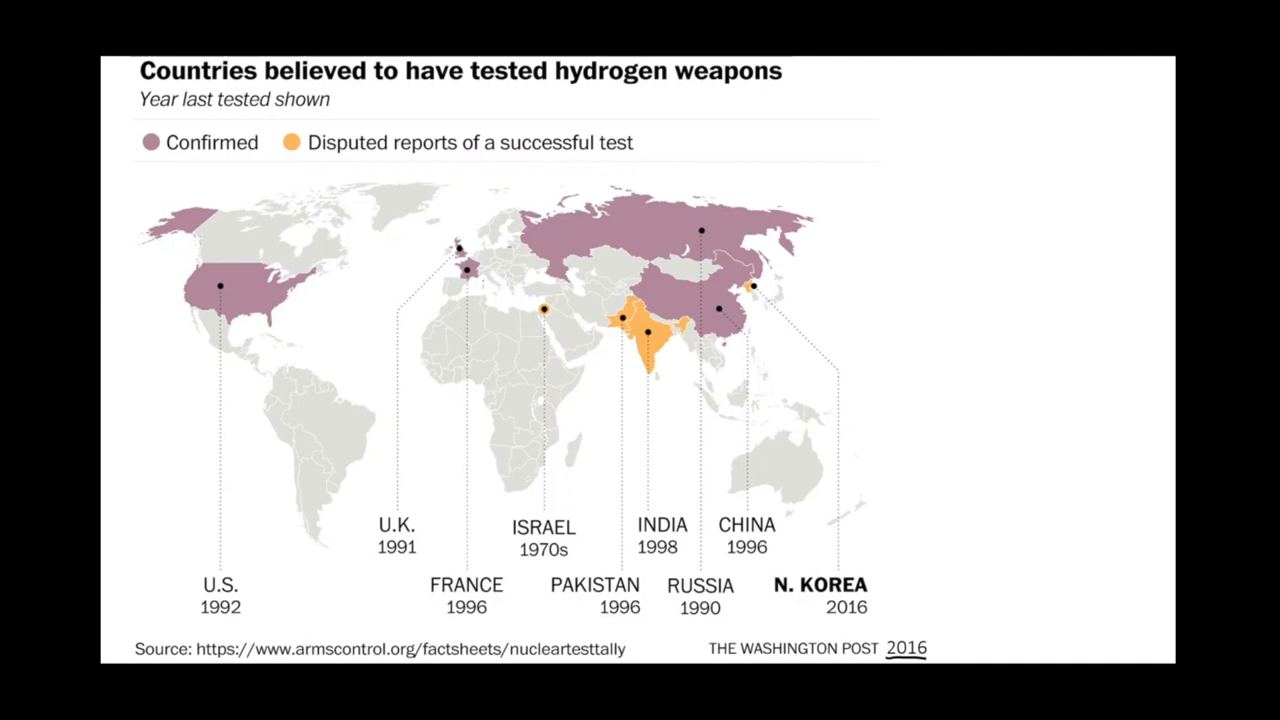 Countries believed to have tested hydrogen weapons
Year last tested shown
Confirmed
Disputed reports of a successful test
U.K.
1991
ISRAEL
1970s
INDIA
1998
CHINA
1996
U.S.
1992
FRANCE
1996
PAKISTAN
1996
RUSSIA
1990
N. KOREA
2016
Source: https://www.armscontrol.org/factsheets/nucleartesttally
THE WASHINGTON POST 2016